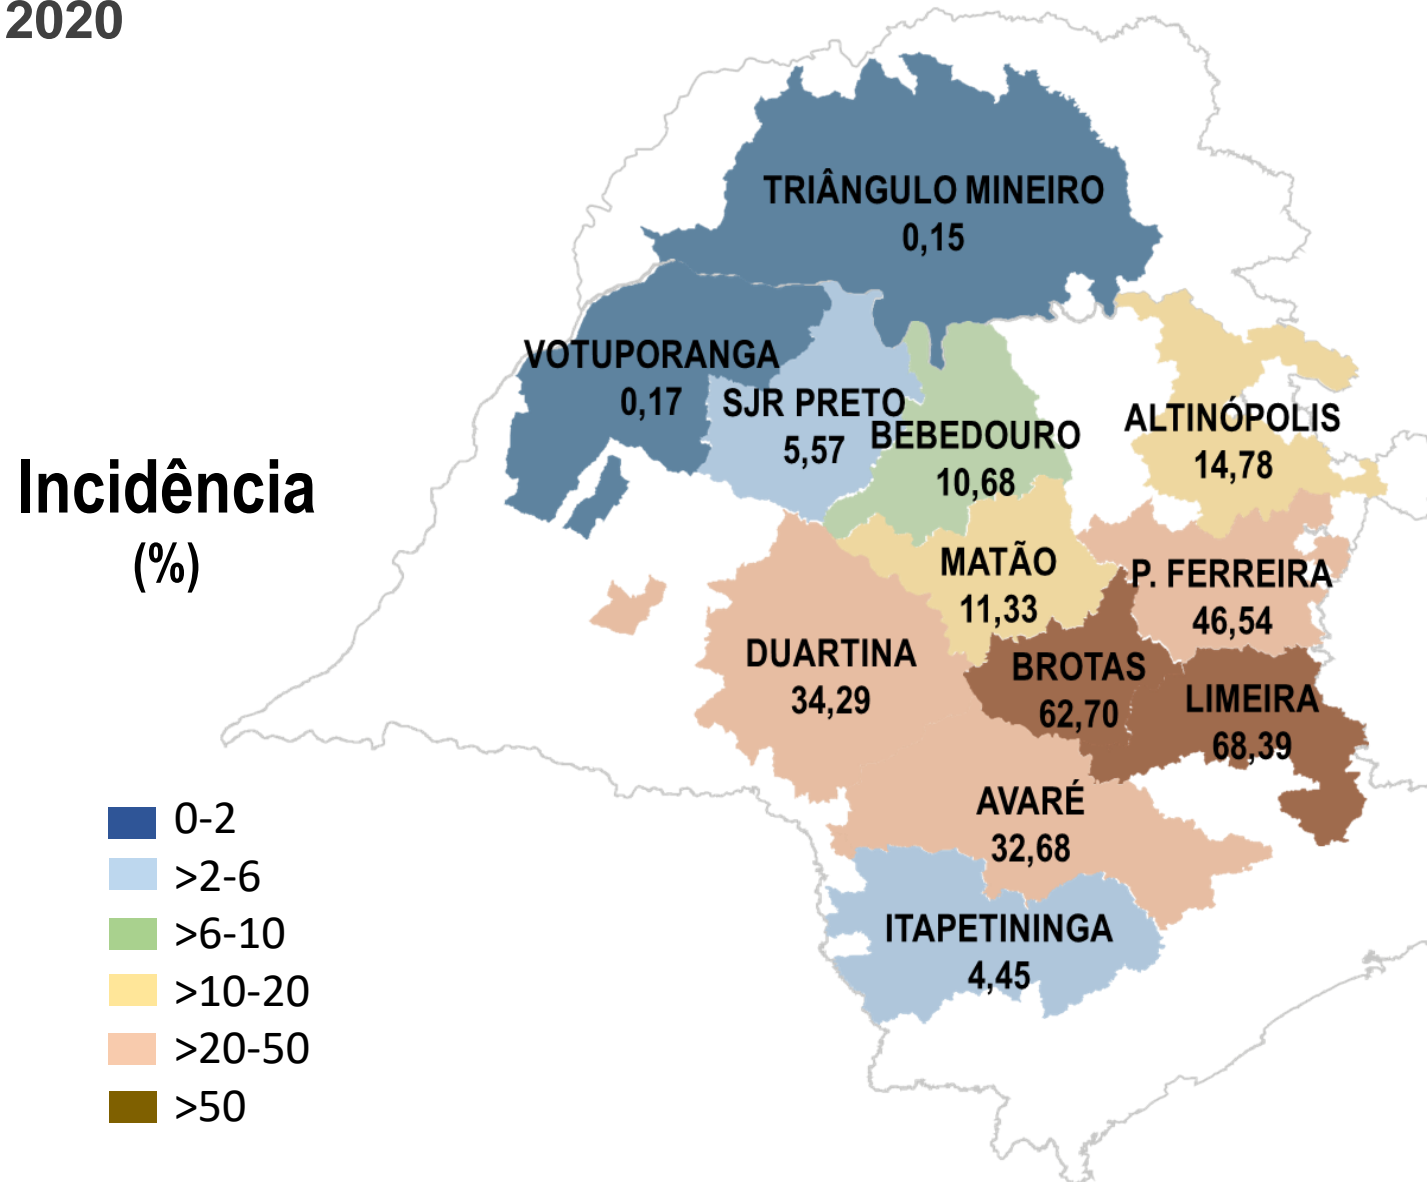 2020
TRIÂNGULO MINEIRO
0,15
VOTUPORANGA
0,17
SJR PRETO
5,57
BEBEDOURO
10,68
ALTINÓPOLIS
14,78
Incidência
(%)
MATÃO
11,33
P. FERREIRA
46,54
DUARTINA
34,29
BROTAS
62,70
LIMEIRA
68,39
AVARÉ
32,68
ITAPETININGA
4,45
0-2
>2-6
>6-10
>10-20
>20-50
>50